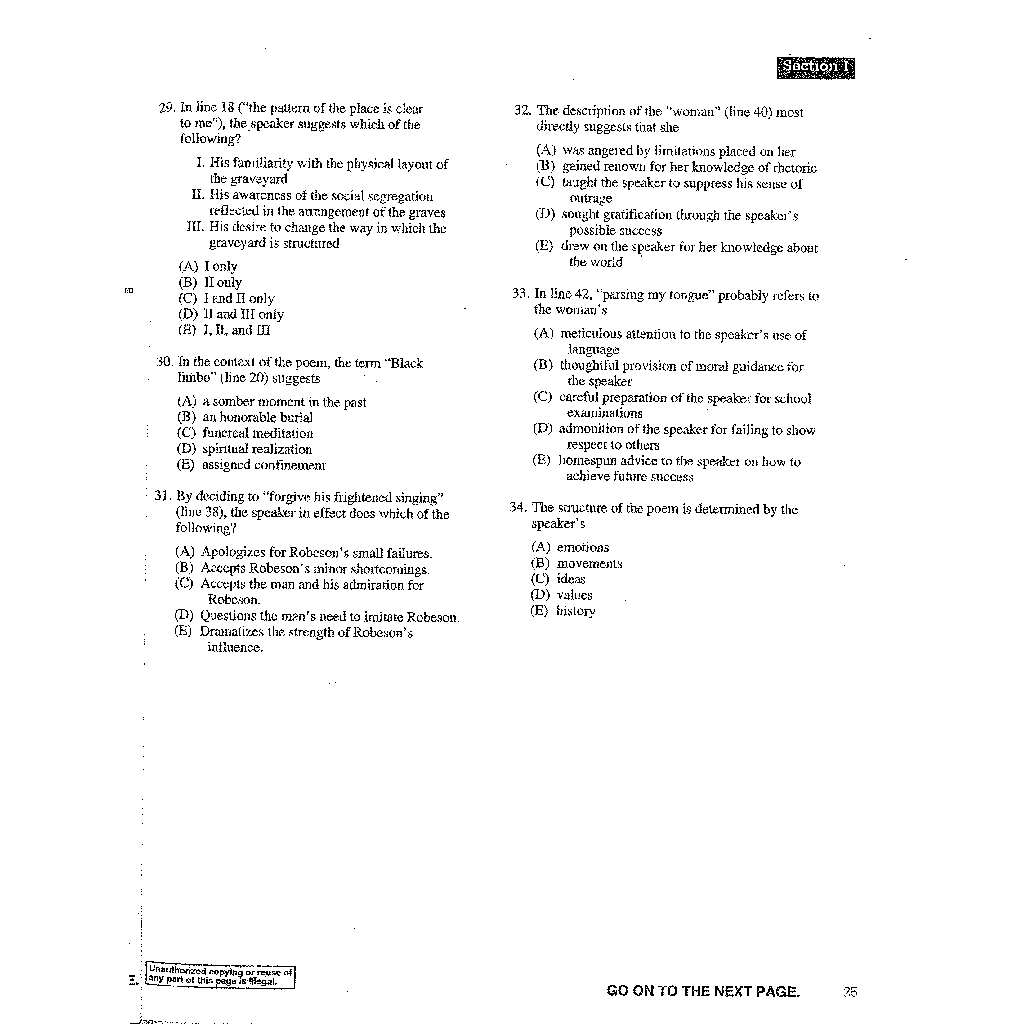 Section I
29. In line 18 ("the pattern of the place is clear
to me"), the speaker suggests which of the
following?
I. His familiarity with the physical layout of
the graveyard
II. His awareness of the social segregation
reflected in the arrangement of the graves
III. His desire to change the way in which the
graveyard is structured
(A) I only
(B) II only
(C) I and II only
(D) II and III only
(E) I, II, and III
30. In the context of the poem, the term "Black
limbo" (line 20) suggests
(A) a somber moment in the past
(B) an honorable burial
(C) funereal meditation
(D) spiritual realization
(E) assigned confinement
31. By deciding to "forgive his frightened singing"
(line 38), the speaker in effect does which of the
following?
(A) Apologizes for Robeson's small failures.
(B) Accepts Robeson's minor shortcomings.
(C) Accepts the man and his admiration for
Robeson.
(D) Questions the man's need to imitate Robeson.
(E) Dramatizes the strength of Robeson's
influence.
32. The description of the "woman" (line 40) most
directly suggests that she
(A) was angered by limitations placed on her
(B) gained renown for her knowledge of rhetoric
(C) taught the speaker to suppress his sense of
outrage
(D) sought gratification through the speaker's
possible success
(E) drew on the speaker for her knowledge about
the world
33. In line 42, "parsing my tongue" probably refers to
the woman's
(A) meticulous attention to the speaker's use of
language
(B) thoughtful provision of moral guidance for
the speaker
(C) careful preparation of the speaker for school
examinations
(D) admonition of the speaker for failing to show
respect to others
(E) homespun advice to the speaker on how to
achieve future success
34. The structure of the poem is determined by the
speaker's
(A) emotions
(B) movements
(C) ideas
(D) values
(E) history
Unauthorized copying or reuse of
any part of this page is illegal.
GO ON TO THE NEXT PAGE.
25